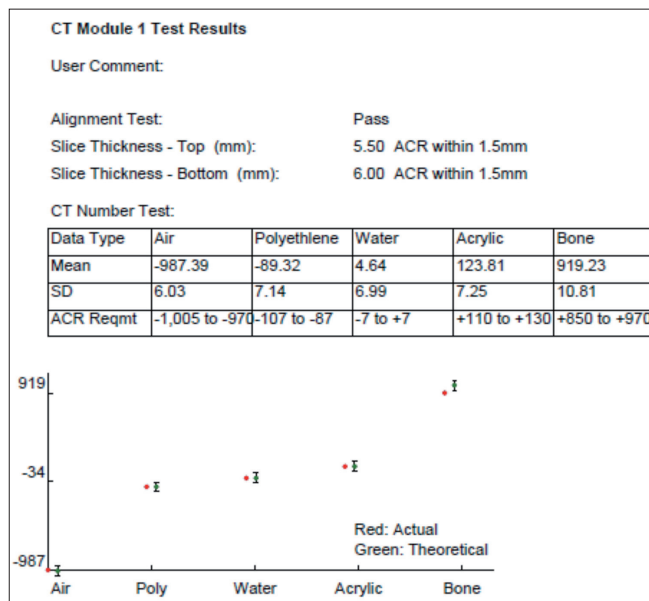 CT Module 1 Test Results
User Comment:
Alignment Test: Pass
Slice Thickness - Top (mm): 5.50 ACR within 1.5mm
Slice Thickness - Bottom (mm): 6.00 ACR within 1.5mm
CT Number Test:
Data Type Air Polyethlene Water Acrylic Bone
Mean -987.39 -89.32 4.64 123.81 919.23
SD 6.03 7.14 6.99 7.25 10.81
ACR Reqmt -1,005 to -970 -107 to -87 -7 to +7 +110 to +130 +850 to +970
919
-34
Red: Actual
Green: Theoretical
-987
Air Poly Water Acrylic Bone